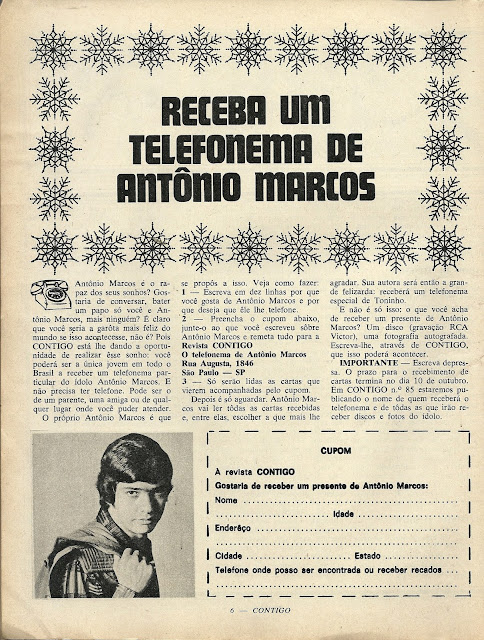 RECEBA UM
TELEFONEMA DE
ANTÔNIO MARCOS
Antônio Marcos é o ra-
paz dos seus sonhos? Gos-
taria de conversar, bater
um papo só você e An-
tônio Marcos, mais ninguém? É claro
que você seria a garôta mais feliz do
mundo se isso acontecesse, não é? Pois
CONTIGO está lhe dando a oportu-
nidade de realizar êsse sonho: você
poderá ser a única jovem em todo o
Brasil a receber um telefonema par-
ticular do ídolo Antônio Marcos. E
não precisa ter telefone. Pode ser o
de um parente, uma amiga ou de qual-
quer lugar onde você puder atender.
O próprio Antônio Marcos é que
se propôs a isso. Veja como fazer:
1 — Escreva em dez linhas por que
você gosta de Antônio Marcos e por
que deseja que êle lhe telefone.
2 — Preencha o cupom abaixo,
junte-o ao que você escreveu sôbre
Antônio Marcos e remeta tudo para a
Revista CONTIGO
O telefonema de Antônio Marcos
Rua Augusta, 1846
São Paulo — SP
3 — Só serão lidas as cartas que
vierem acompanhadas pelo cupom.
Depois é só aguardar. Antônio Mar-
cos vai ler tôdas as cartas recebidas
e, entre elas, escolher a que mais lhe
agradar. Sua autora será então a gran-
de felizarda: receberá um telefonema
especial de Toninho.
E não é só isso: o que você acha
de receber um presente de Antônio
Marcos? Um disco (gravação RCA
Victor), uma fotografia autografada.
Escreva-lhe, através de CONTIGO,
que isso poderá acontecer.
IMPORTANTE — Escreva depres-
sa. O prazo para o recebimento de
cartas termina no dia 10 de outubro.
Em CONTIGO n.º 85 estaremos pu-
blicando o nome de quem receberá o
telefonema e de tôdas as que irão re-
ceber discos e fotos do ídolo.
CUPOM
À revista CONTIGO
Gostaria de receber um presente de Antônio Marcos:
Nome
Idade
Enderêço
Cidade Estado
Telefone onde posso ser encontrada ou receber recados
6 — CONTIGO